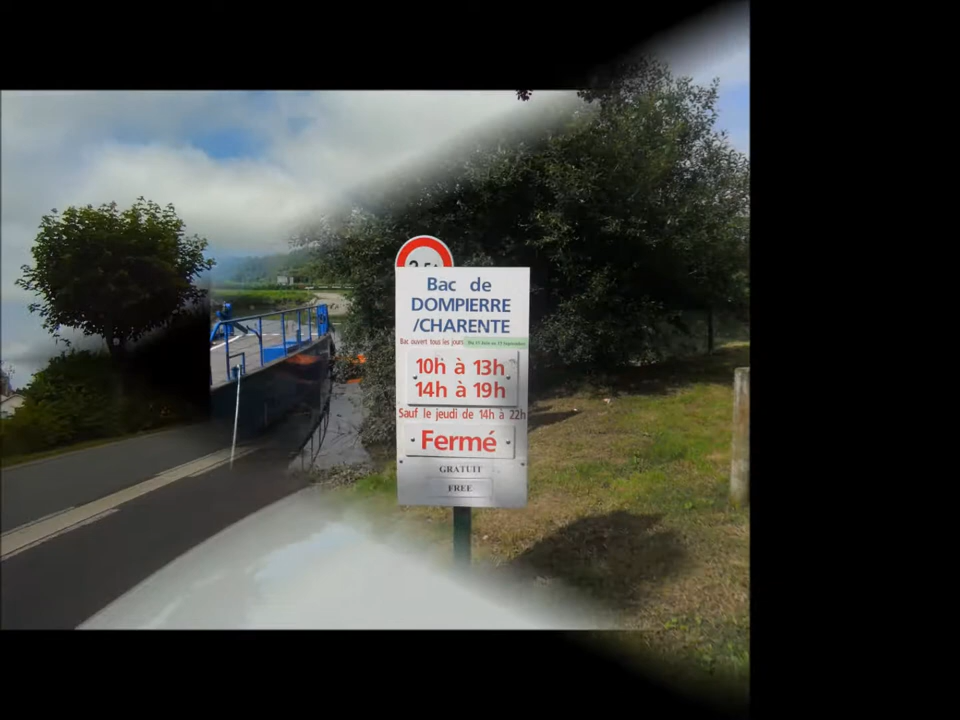 Bac de
DOMPIERRE
/CHARENTE
Bac ouvert tous les jours
10h à 13h
14h à 19h
Sauf le jeudi de 14h à 22h
Fermé
GRATUIT
FREE